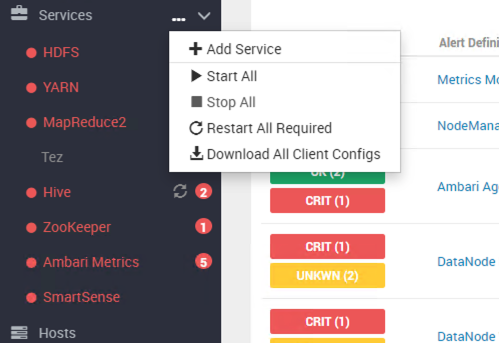 Services ...
HDFS
YARN
MapReduce2
Tez
Hive 2
ZooKeeper 1
Ambari Metrics 5
SmartSense
Hosts
Add Service
Start All
Stop All
Restart All Required
Download All Client Configs
Alert Defini
Metrics Mo
NodeMana
OK (2)
CRIT (1)
Ambari Ag
CRIT (1)
UNKWN (2)
DataNode
CRIT (1)
DataNode